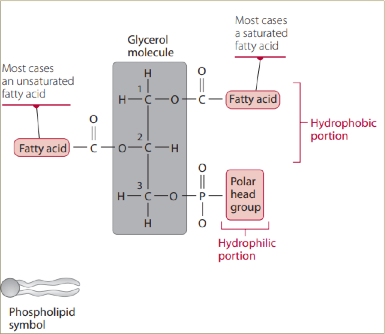 Most cases
a saturated
fatty acid
Glycerol
molecule
Most cases
an unsaturated
fatty acid
H O
1
H C O C Fatty acid
Hydrophobic
portion
O
2
Fatty acid C O C H
O
3
H C O P Polar
head
group
H O
Hydrophilic
portion
Phospholipid
symbol